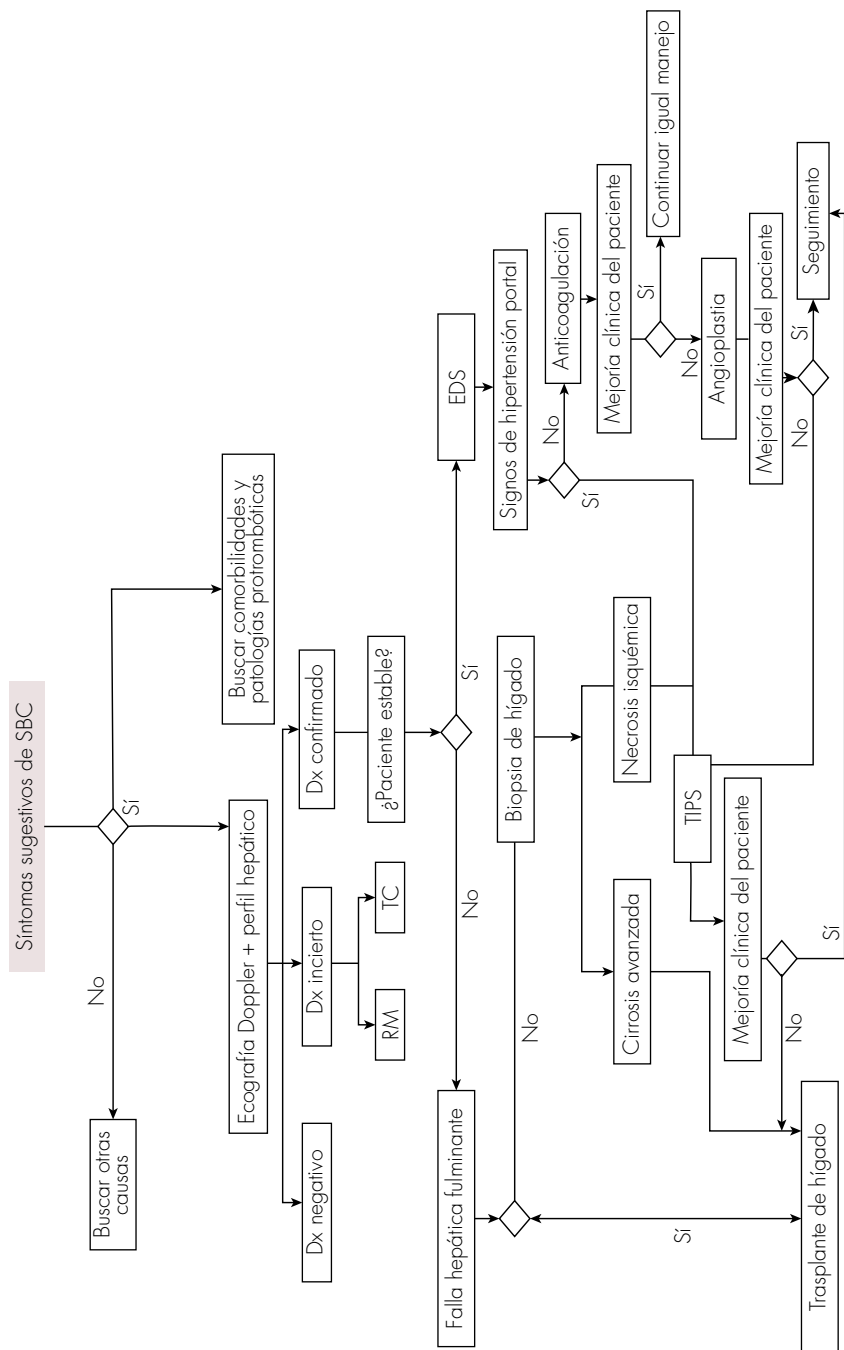 Síntomas sugestivos de SBC
No
Sí
Buscar otras
causas
Ecografía Doppler + perfil hepático
Buscar comorbilidades y
patologías protrombóticas
Dx negativo
Dx incierto
Dx confirmado
RM
TC
¿Paciente estable?
No
Sí
Falla hepática fulminante
EDS
No
Sí
Biopsia de hígado
Signos de hipertensión portal
No
Sí
Cirrosis avanzada
Necrosis isquémica
Anticoagulación
Mejoría clínica del paciente
Sí
No
Continuar igual manejo
TIPS
Angioplastia
Mejoría clínica del paciente
No
Sí
Mejoría clínica del paciente
No
Sí
Trasplante de hígado
Seguimiento